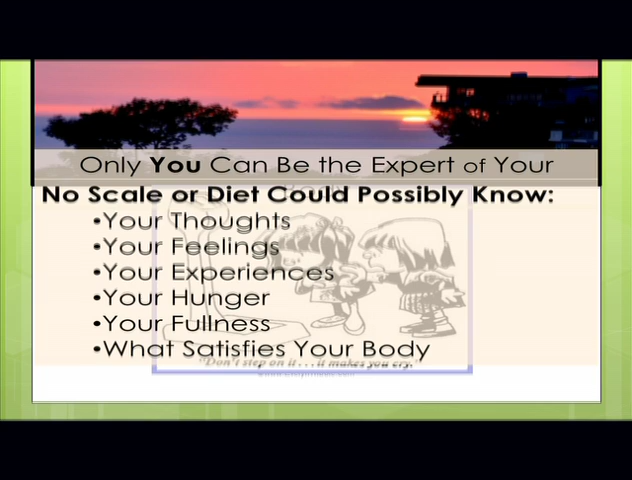 Only You Can Be the Expert of Your
No Scale or Diet Could Possibly Know:
•Your Thoughts
•Your Feelings
•Your Experiences
•Your Hunger
•Your Fullness
•What Satisfies Your Body
"Don't step on it...it makes you cry."